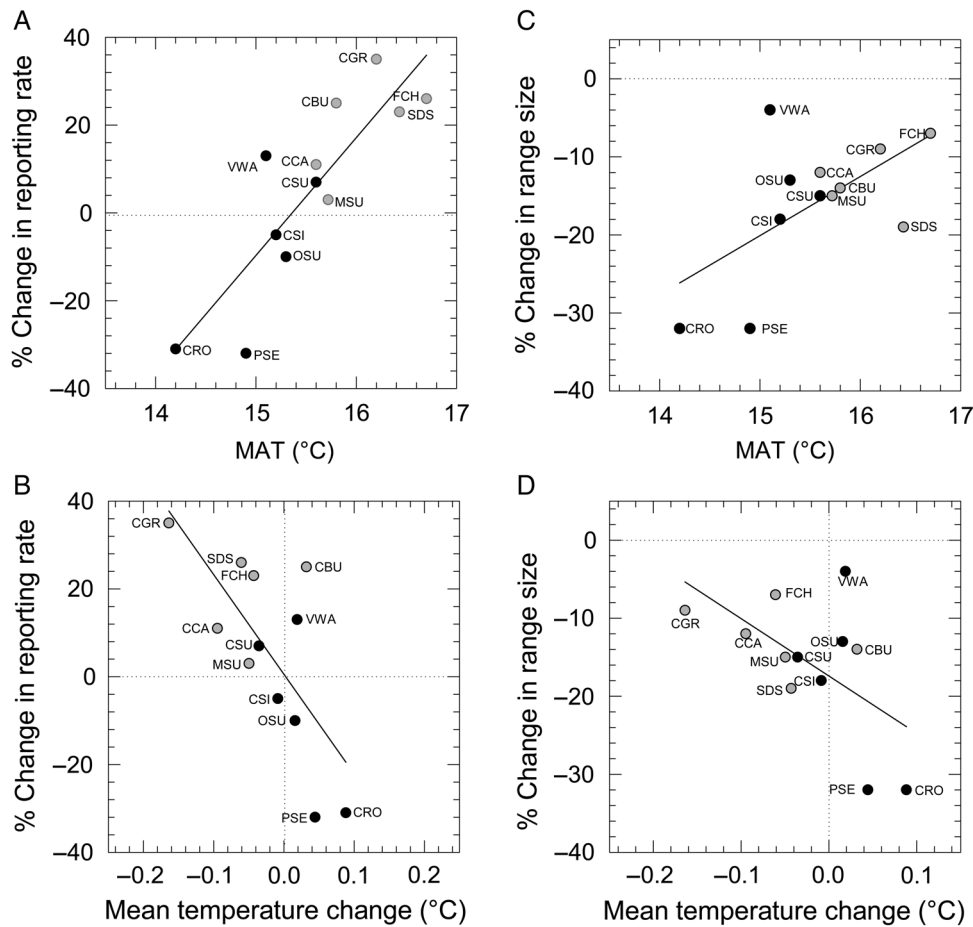 A
% Change in reporting rate
40
20
0
–20
–40
CGR
CBU
FCH
SDS
VWA
CCA
CSU
MSU
CSI
OSU
CRO
PSE
14
15
16
17
MAT (°C)
C
% Change in range size
0
–10
–20
–30
–40
VWA
FCH
CGR
OSU
CCA
CBU
CSU
MSU
CSI
SDS
CRO
PSE
14
15
16
17
MAT (°C)
B
% Change in reporting rate
40
20
0
–20
–40
CGR
SDS
FCH
CBU
CCA
VWA
CSU
MSU
CSI
OSU
PSE
CRO
–0.2
–0.1
0.0
0.1
0.2
Mean temperature change (°C)
D
% Change in range size
0
–10
–20
–30
–40
VWA
FCH
CGR
CCA
OSU
CBU
MSU
CSU
SDS
CSI
PSE
CRO
–0.2
–0.1
0.0
0.1
Mean temperature change (°C)